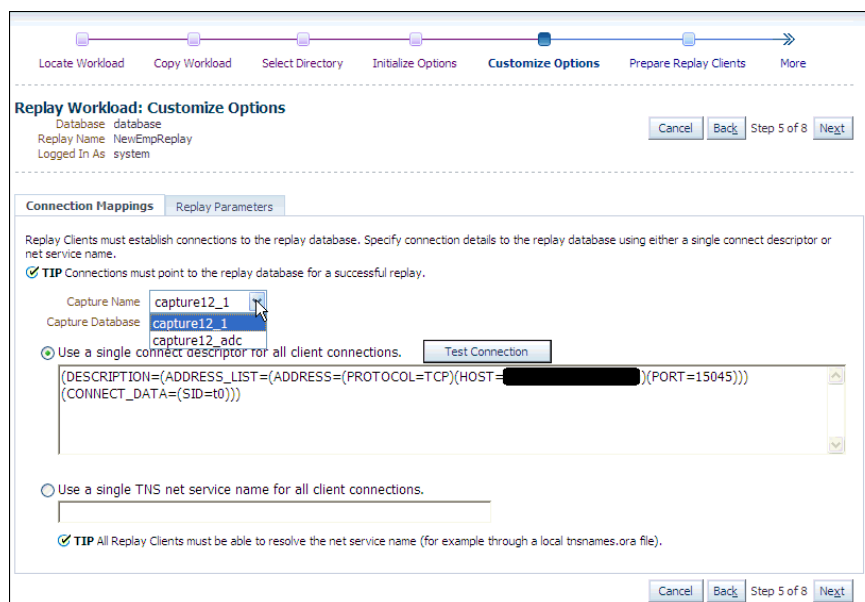 Locate Workload Copy Workload Select Directory Initialize Options Customize Options Prepare Replay Clients More
Replay Workload: Customize Options
Database database
Replay Name NewEmpReplay
Logged In As system
Cancel Back Step 5 of 8 Next
Connection Mappings Replay Parameters
Replay Clients must establish connections to the replay database. Specify connection details to the replay database using either a single connect descriptor or
net service name.
TIP Connections must point to the replay database for a successful replay.
Capture Name capture12_1
Capture Database capture12_1
capture12_adc
Use a single connect descriptor for all client connections. Test Connection
(DESCRIPTION=(ADDRESS_LIST=(ADDRESS=(PROTOCOL=TCP)(HOST= )(PORT=15045)))
(CONNECT_DATA=(SID=t0)))
Use a single TNS net service name for all client connections.
TIP All Replay Clients must be able to resolve the net service name (for example through a local tnsnames.ora file).
Cancel Back Step 5 of 8 Next